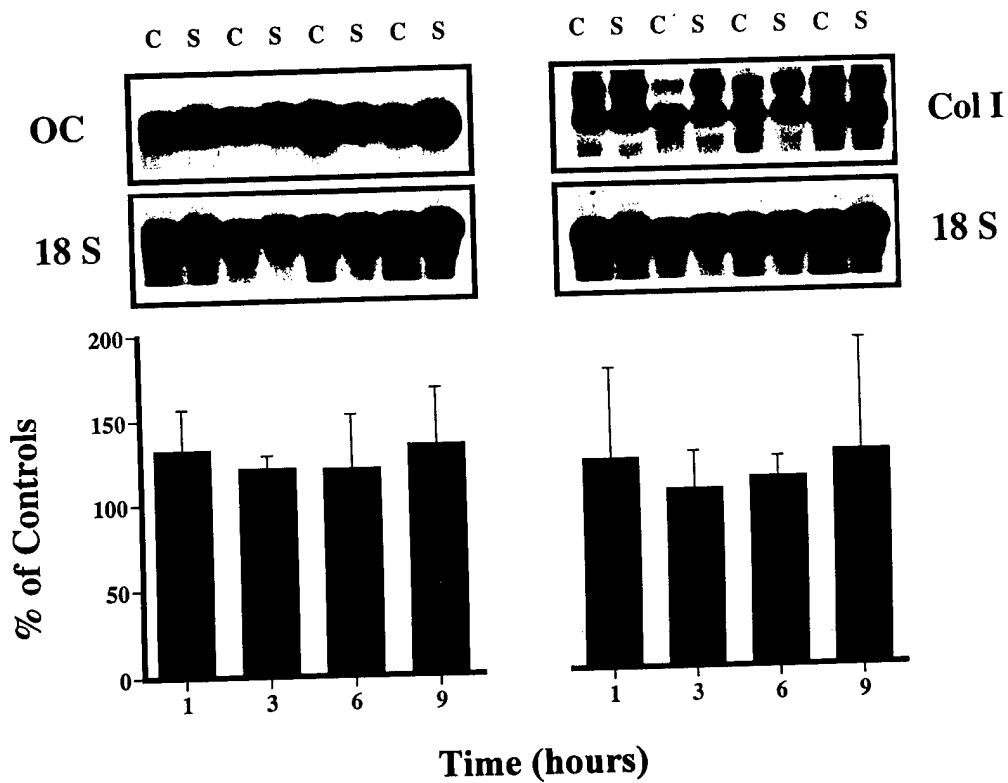 C S C S C S C S
C S C S C S C S
OC
Col I
18 S
18 S
200
150
100
50
0
% of Controls
1 3 6 9
1 3 6 9
Time (hours)